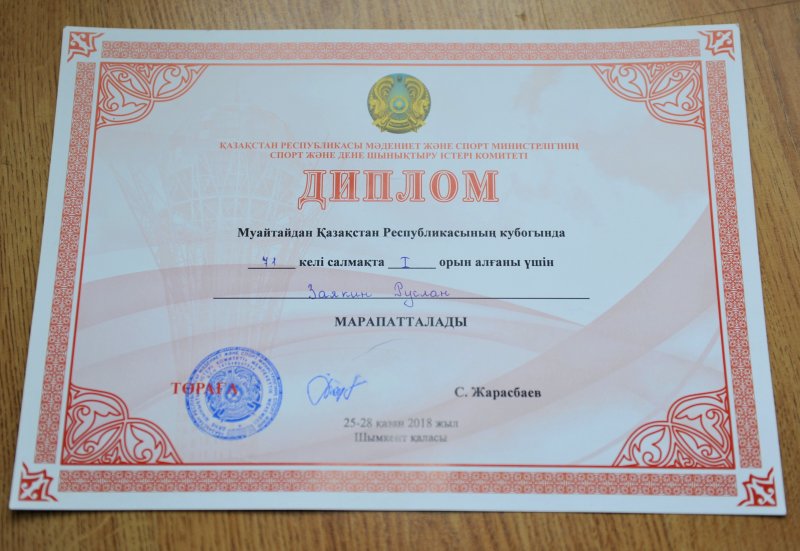 ҚАЗАҚСТАН РЕСПУБЛИКАСЫ МӘДЕНИЕТ ЖӘНЕ СПОРТ МИНИСТРЛІГІНІҢ
СПОРТ ЖӘНЕ ДЕНЕ ШЫНЫҚТЫРУ ІСТЕРІ КОМИТЕТІ
ДИПЛОМ
Муайтайдан Қазақстан Республикасының кубогында
71 келі салмақта I орын алғаны үшін
Заякин Руслан
МАРАПАТТАЛАДЫ
ТӨРАҒА С. Жарасбаев
25-28 қазан 2018 жыл
Шымкент қаласы